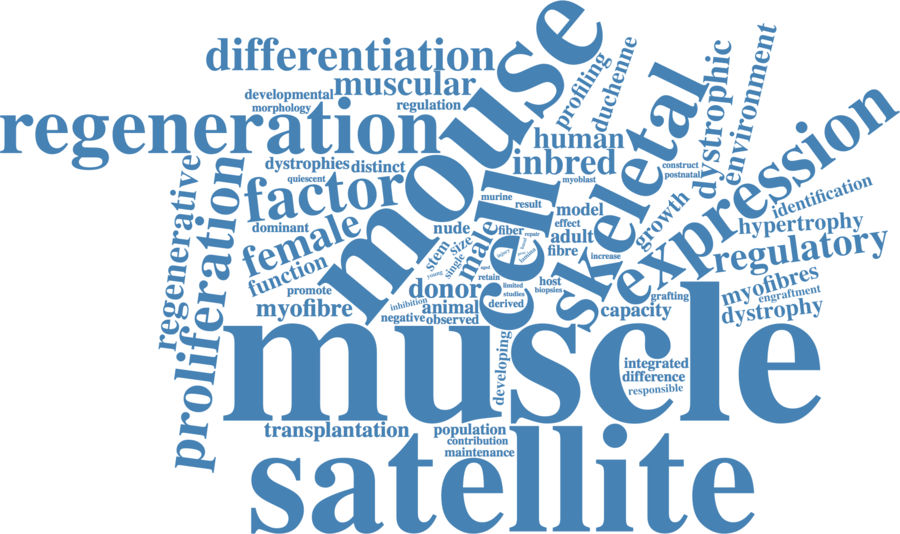 mouse
differentiation
muscular
profiling
duchenne
dystrophic
environment
developmental
morphology
regulation
regeneration
human
inbred
skeletal
expression
dystrophies
distinct
quiescent
factor
myoblast
construct
postnatal
regenerative
proliferation
cell
murine
result
model
effect
growth
identification
hypertrophy
dominant
female
nude
male
fiber
repair
adult
fibre
increase
regulatory
function
stem
size
single
young
retain
promote
myofibre
donor
limited
studies
derived
host
biopsies
inhibition
animal
negative
observed
capacity
grafting
myofibres
engraftment
dystrophy
muscle
developing
integrated
difference
responsible
transplantation
population
contribution
maintenance
satellite